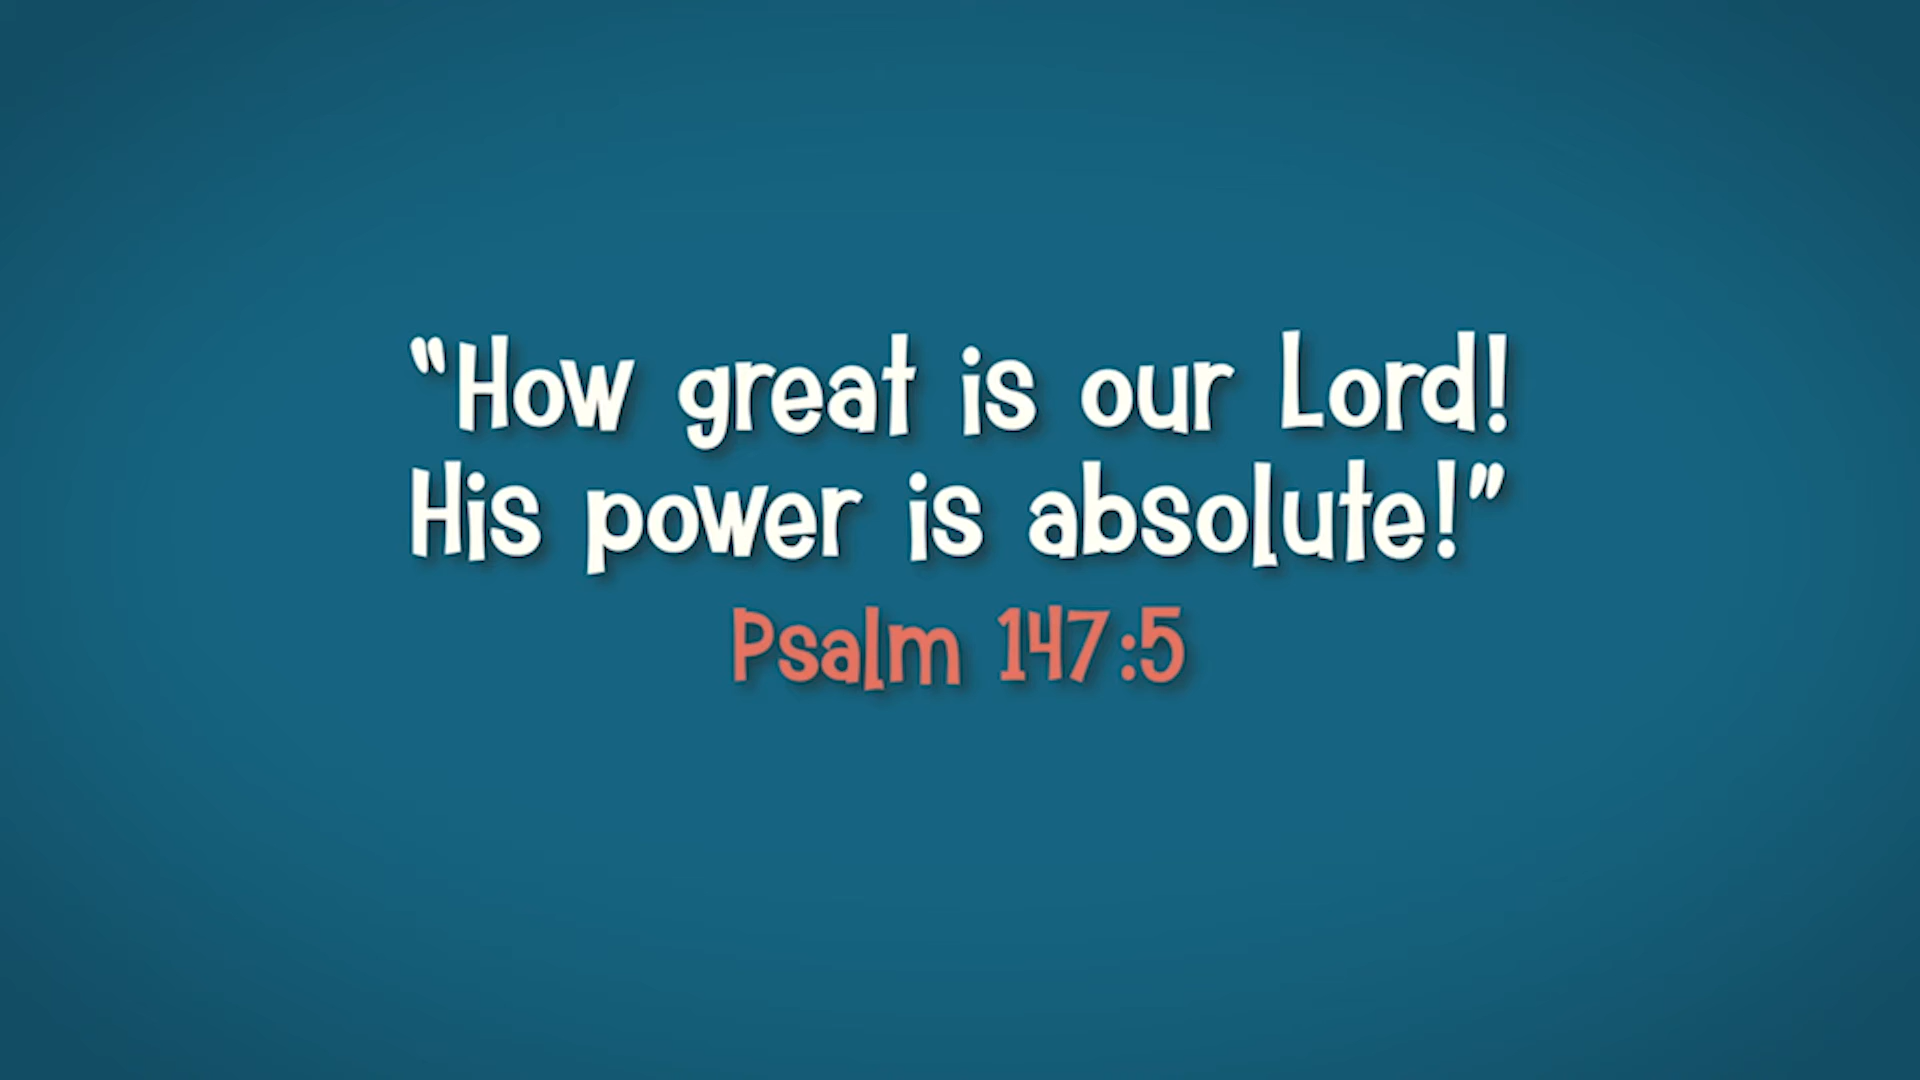 “How great is our Lord!
His power is absolute!”
Psalm 147:5